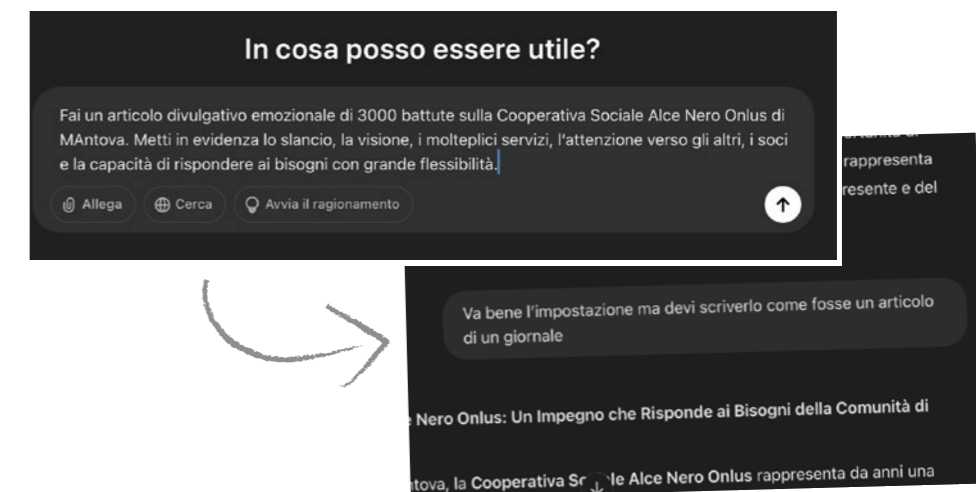 In cosa posso essere utile?
Fai un articolo divulgativo emozionale di 3000 battute sulla Cooperativa Sociale Alce Nero Onlus di
MAntova. Metti in evidenza lo slancio, la visione, i molteplici servizi, l'attenzione verso gli altri, i soci
e la capacità di rispondere ai bisogni con grande flessibilità.
Allega Cerca Avvia il ragionamento
rappresenta
resente e del
Va bene l'impostazione ma devi scriverlo come fosse un articolo
di un giornale
Nero Onlus: Un Impegno che Risponde ai Bisogni della Comunità di
ntova, la Cooperativa So le Alce Nero Onlus rappresenta da anni una